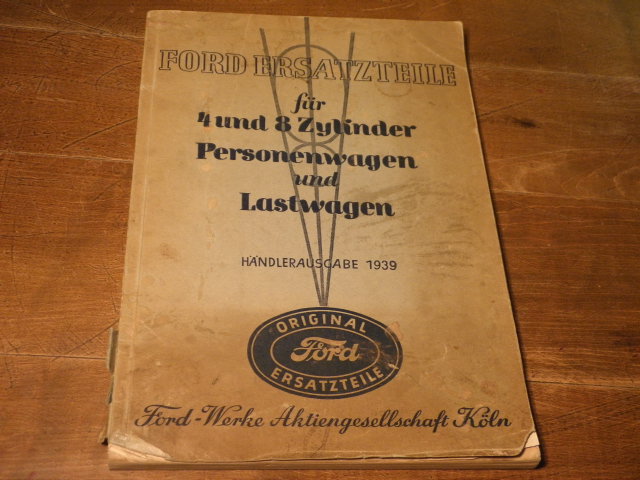 FORD ERSATZTEILE
für
4 und 8 Zylinder
Personenwagen
und
Lastwagen
HÄNDLERAUSGABE 1939
ORIGINAL
Ford
ERSATZTEILE
Ford-Werke Aktiengesellschaft Köln